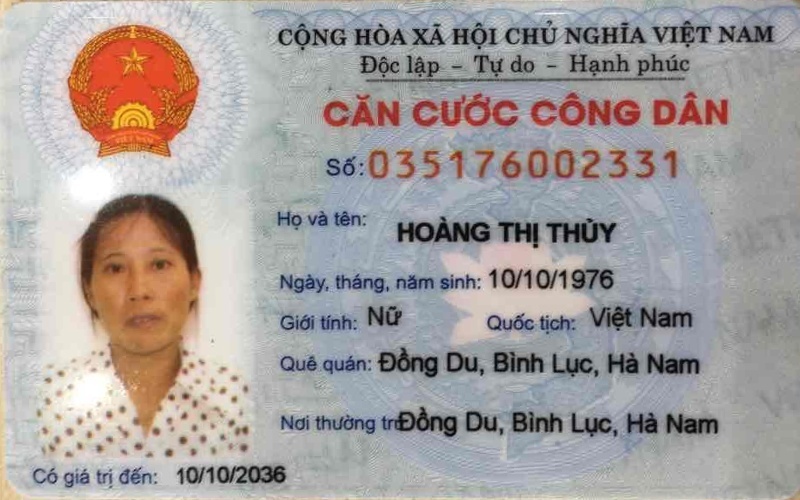 CỘNG HÒA XÃ HỘI CHỦ NGHĨA VIỆT NAM
Độc lập – Tự do – Hạnh phúc
CĂN CƯỚC CÔNG DÂN
Số: 035176002331
Họ và tên: HOÀNG THỊ THỦY
Ngày, tháng, năm sinh: 10/10/1976
Giới tính: Nữ Quốc tịch: Việt Nam
Quê quán: Đồng Du, Bình Lục, Hà Nam
Nơi thường trú: Đồng Du, Bình Lục, Hà Nam
Có giá trị đến: 10/10/2036